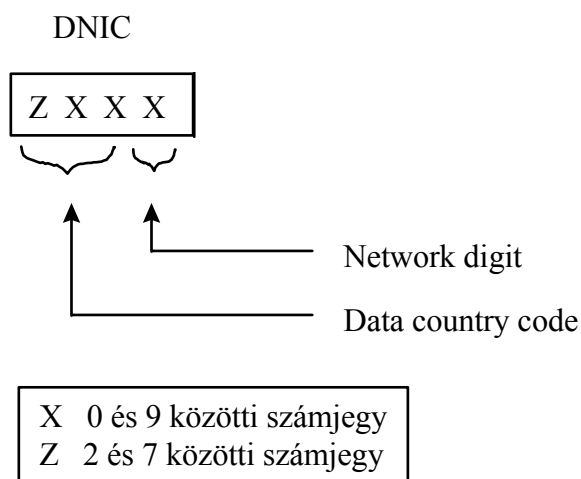 DNIC
Z X X X
Network digit
Data country code
X 0 és 9 közötti számjegy
Z 2 és 7 közötti számjegy